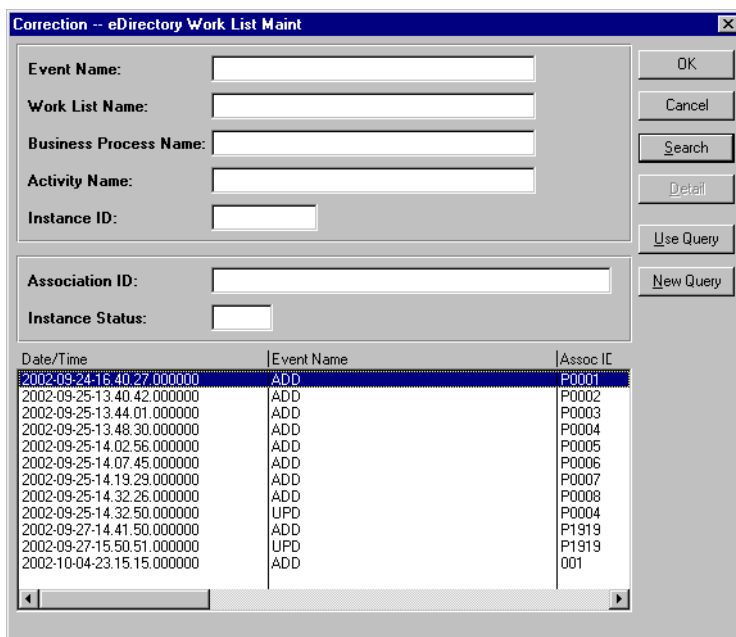 Correction -- eDirectory Work List Maint
Event Name:
Work List Name:
Business Process Name:
Activity Name:
Instance ID:
OK
Cancel
Search
Detail
Use Query
New Query
Association ID:
Instance Status:
Date/Time Event Name Assoc ID
2002-09-24-16.40.27.000000 ADD P0001
2002-09-25-13.40.42.000000 ADD P0002
2002-09-25-13.44.01.000000 ADD P0003
2002-09-25-13.48.30.000000 ADD P0004
2002-09-25-14.02.56.000000 ADD P0005
2002-09-25-14.07.45.000000 ADD P0006
2002-09-25-14.19.29.000000 ADD P0007
2002-09-25-14.32.26.000000 ADD P0008
2002-09-25-14.32.50.000000 UPD P0004
2002-09-27-14.41.50.000000 ADD P1919
2002-09-27-15.50.51.000000 UPD P1919
2002-10-04-23.15.15.000000 ADD 001